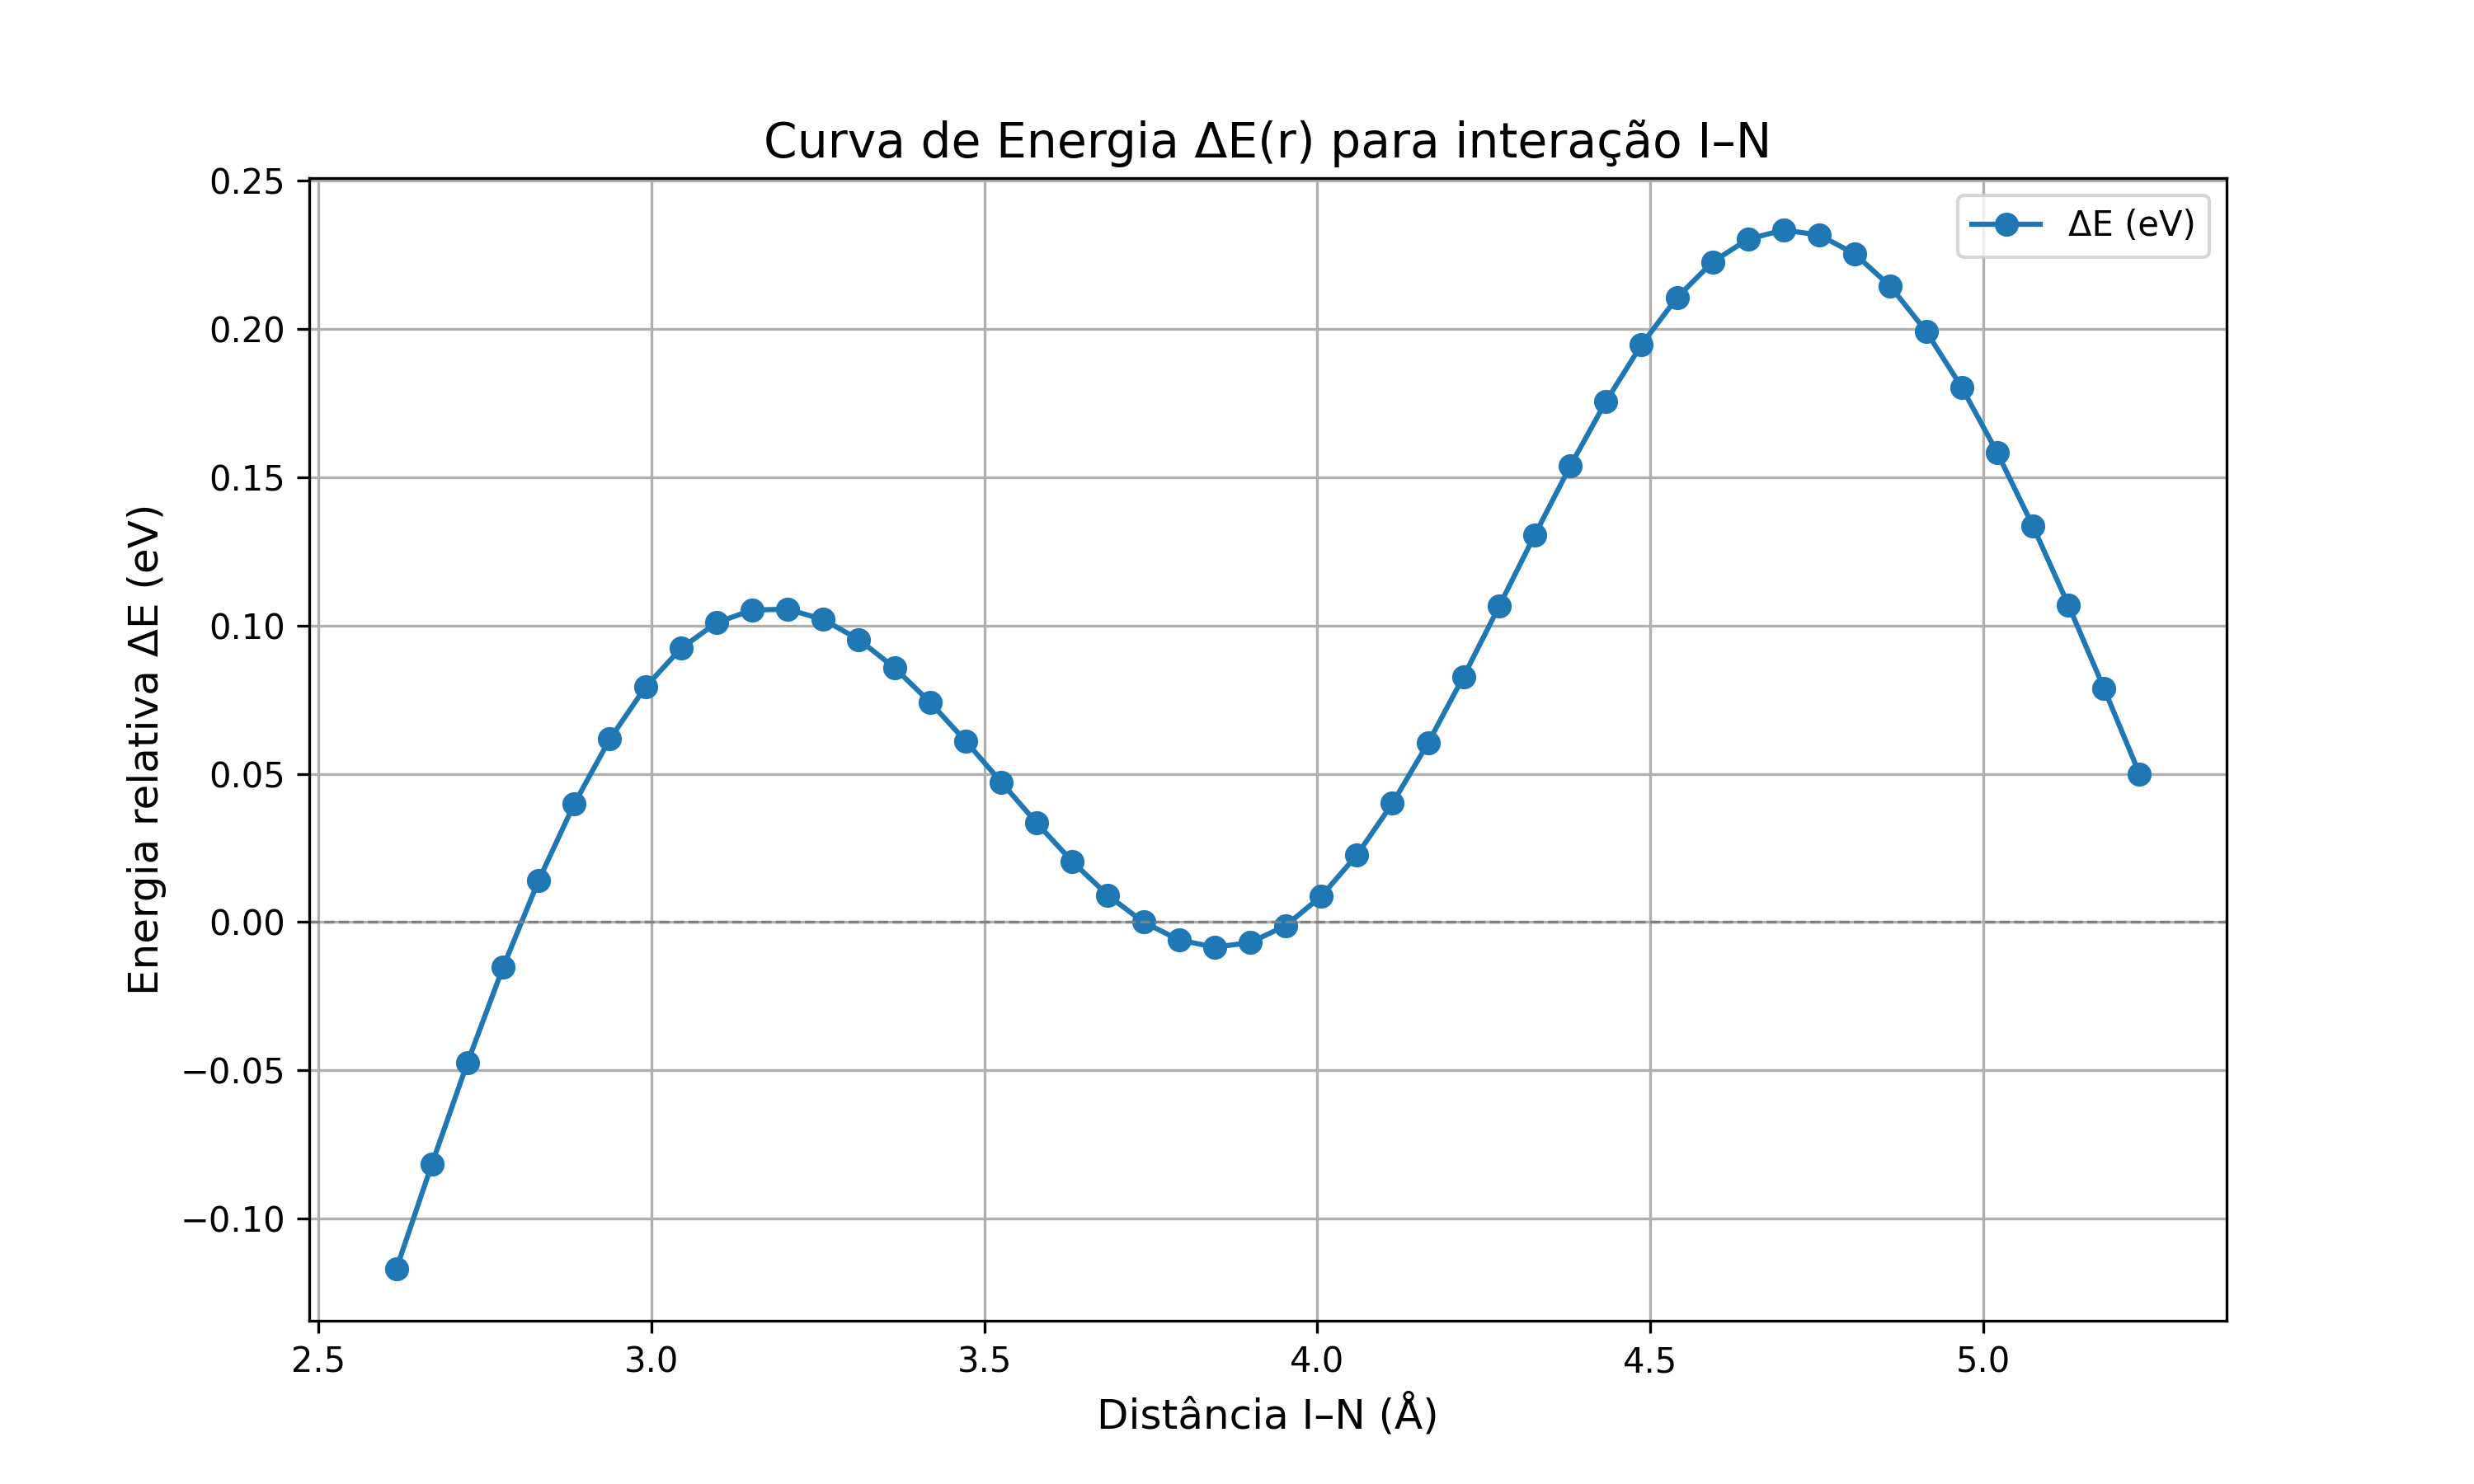 Curva de Energia ΔE(r) para interação I–N
ΔE (eV)
Energia relativa ΔE (eV)
0.25
0.20
0.15
0.10
0.05
0.00
−0.05
−0.10
2.5 3.0 3.5 4.0 4.5 5.0
Distância I–N (Å)